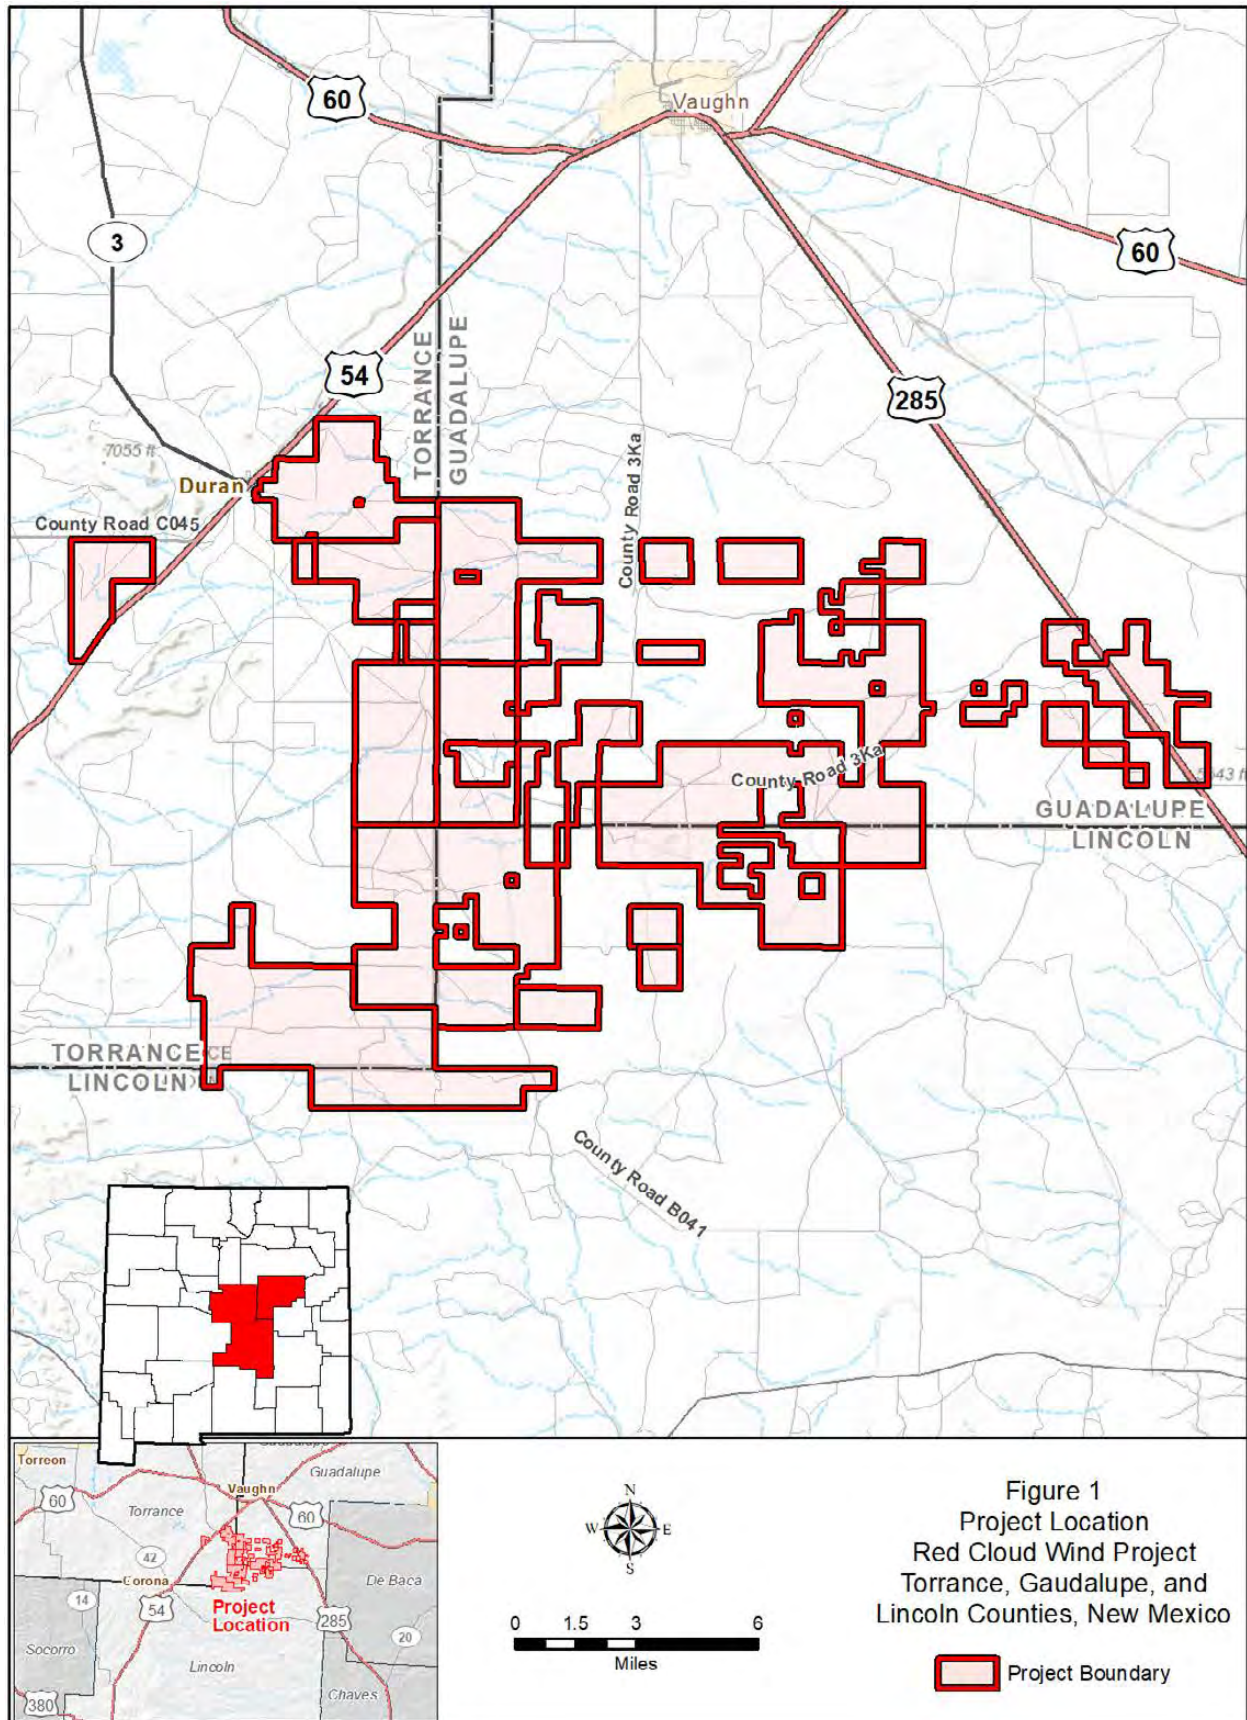 60
Vaughn
3
60
54
TORRANCE
GUADALUPE
285
7055 ft
Duran
County Road 3Ka
County Road C045
County Road 3Ka
GUADALUPE
LINCOLN
TORRANCE
LINCOLN
County Road B041
Torreon
Guadalupe
Vaughn
60
60
Torrance
42
Corona
De Baca
14
54
Project
Location
285
20
Socorro
Lincoln
380
Chaves
N
W
E
S
0 1.5 3 6
Miles
Figure 1
Project Location
Red Cloud Wind Project
Torrance, Gaudalupe, and
Lincoln Counties, New Mexico
Project Boundary